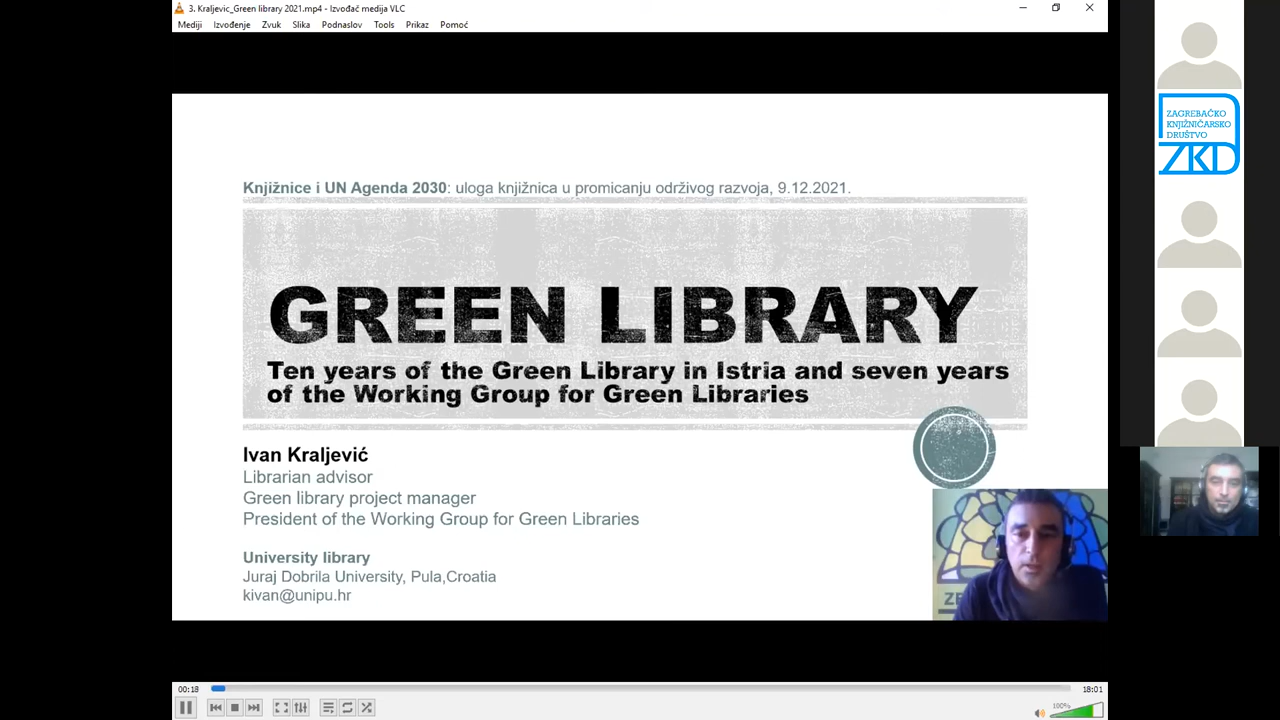 3. Kraljevic_Green library 2021.mp4 - Izvođač medija VLC
Mediji Izvođenje Zvuk Slika Podnaslov Tools Prikaz Pomoć
Knjižnice i UN Agenda 2030: uloga knjižnica u promicanju održivog razvoja, 9.12.2021.
GREEN LIBRARY
Ten years of the Green Library in Istria and seven years
of the Working Group for Green Libraries
Ivan Kraljević
Librarian advisor
Green library project manager
President of the Working Group for Green Libraries
University library
Juraj Dobrila University, Pula,Croatia
kivan@unipu.hr
ZAGREBAČKO
KNJIŽNIČARSKO
DRUŠTVO
ZKD
00:18
18:01
100%